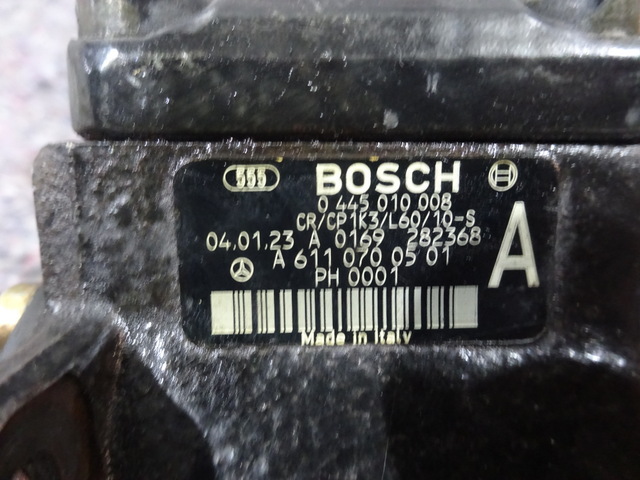 555 BOSCH
0 445 010 008
CR/CP1K3/L60/10-S
04.01.23 A 0169 282368
A 611 070 05 01
PH 0001
A
Made in Italy